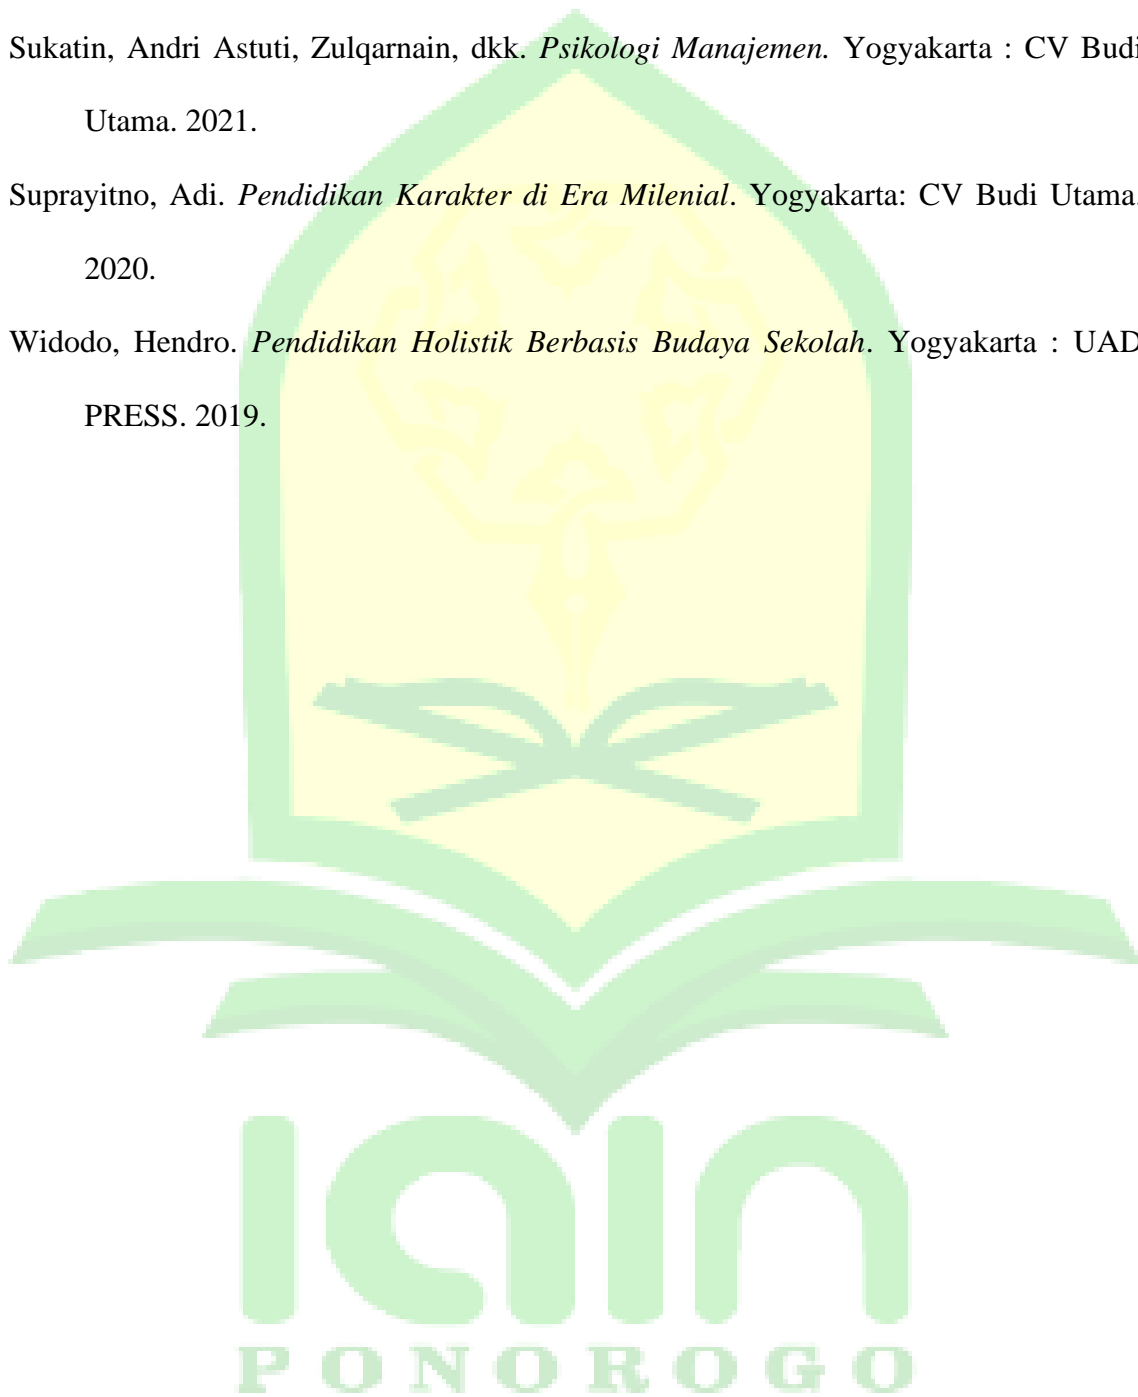 Sukatin, Andri Astuti, Zulqarnain, dkk. Psikologi Manajemen. Yogyakarta : CV Budi
Utama. 2021.
Suprayitno, Adi. Pendidikan Karakter di Era Milenial. Yogyakarta: CV Budi Utama.
2020.
Widodo, Hendro. Pendidikan Holistik Berbasis Budaya Sekolah. Yogyakarta : UAD
PRESS. 2019.
iain
PONOROGO